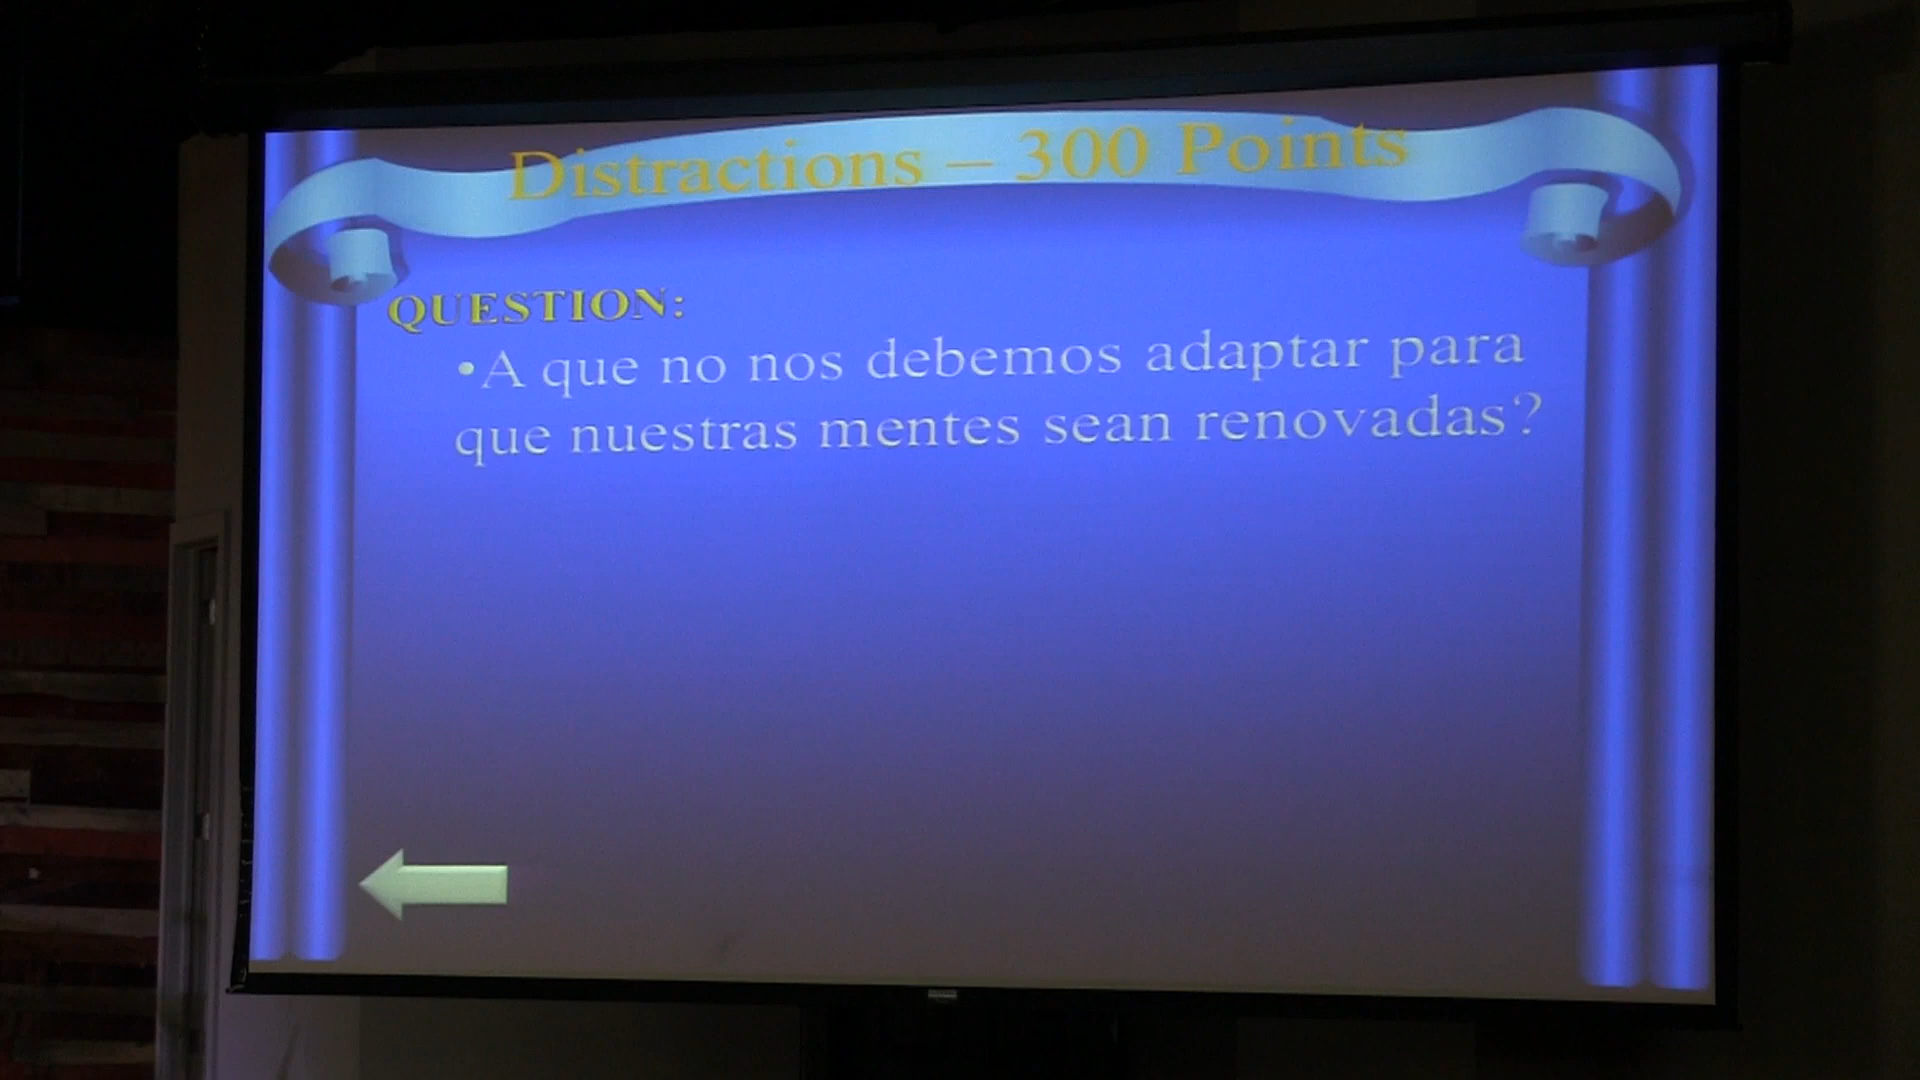 Distractions – 300 Points
QUESTION:
•A que no nos debemos adaptar para
que nuestras mentes sean renovadas?